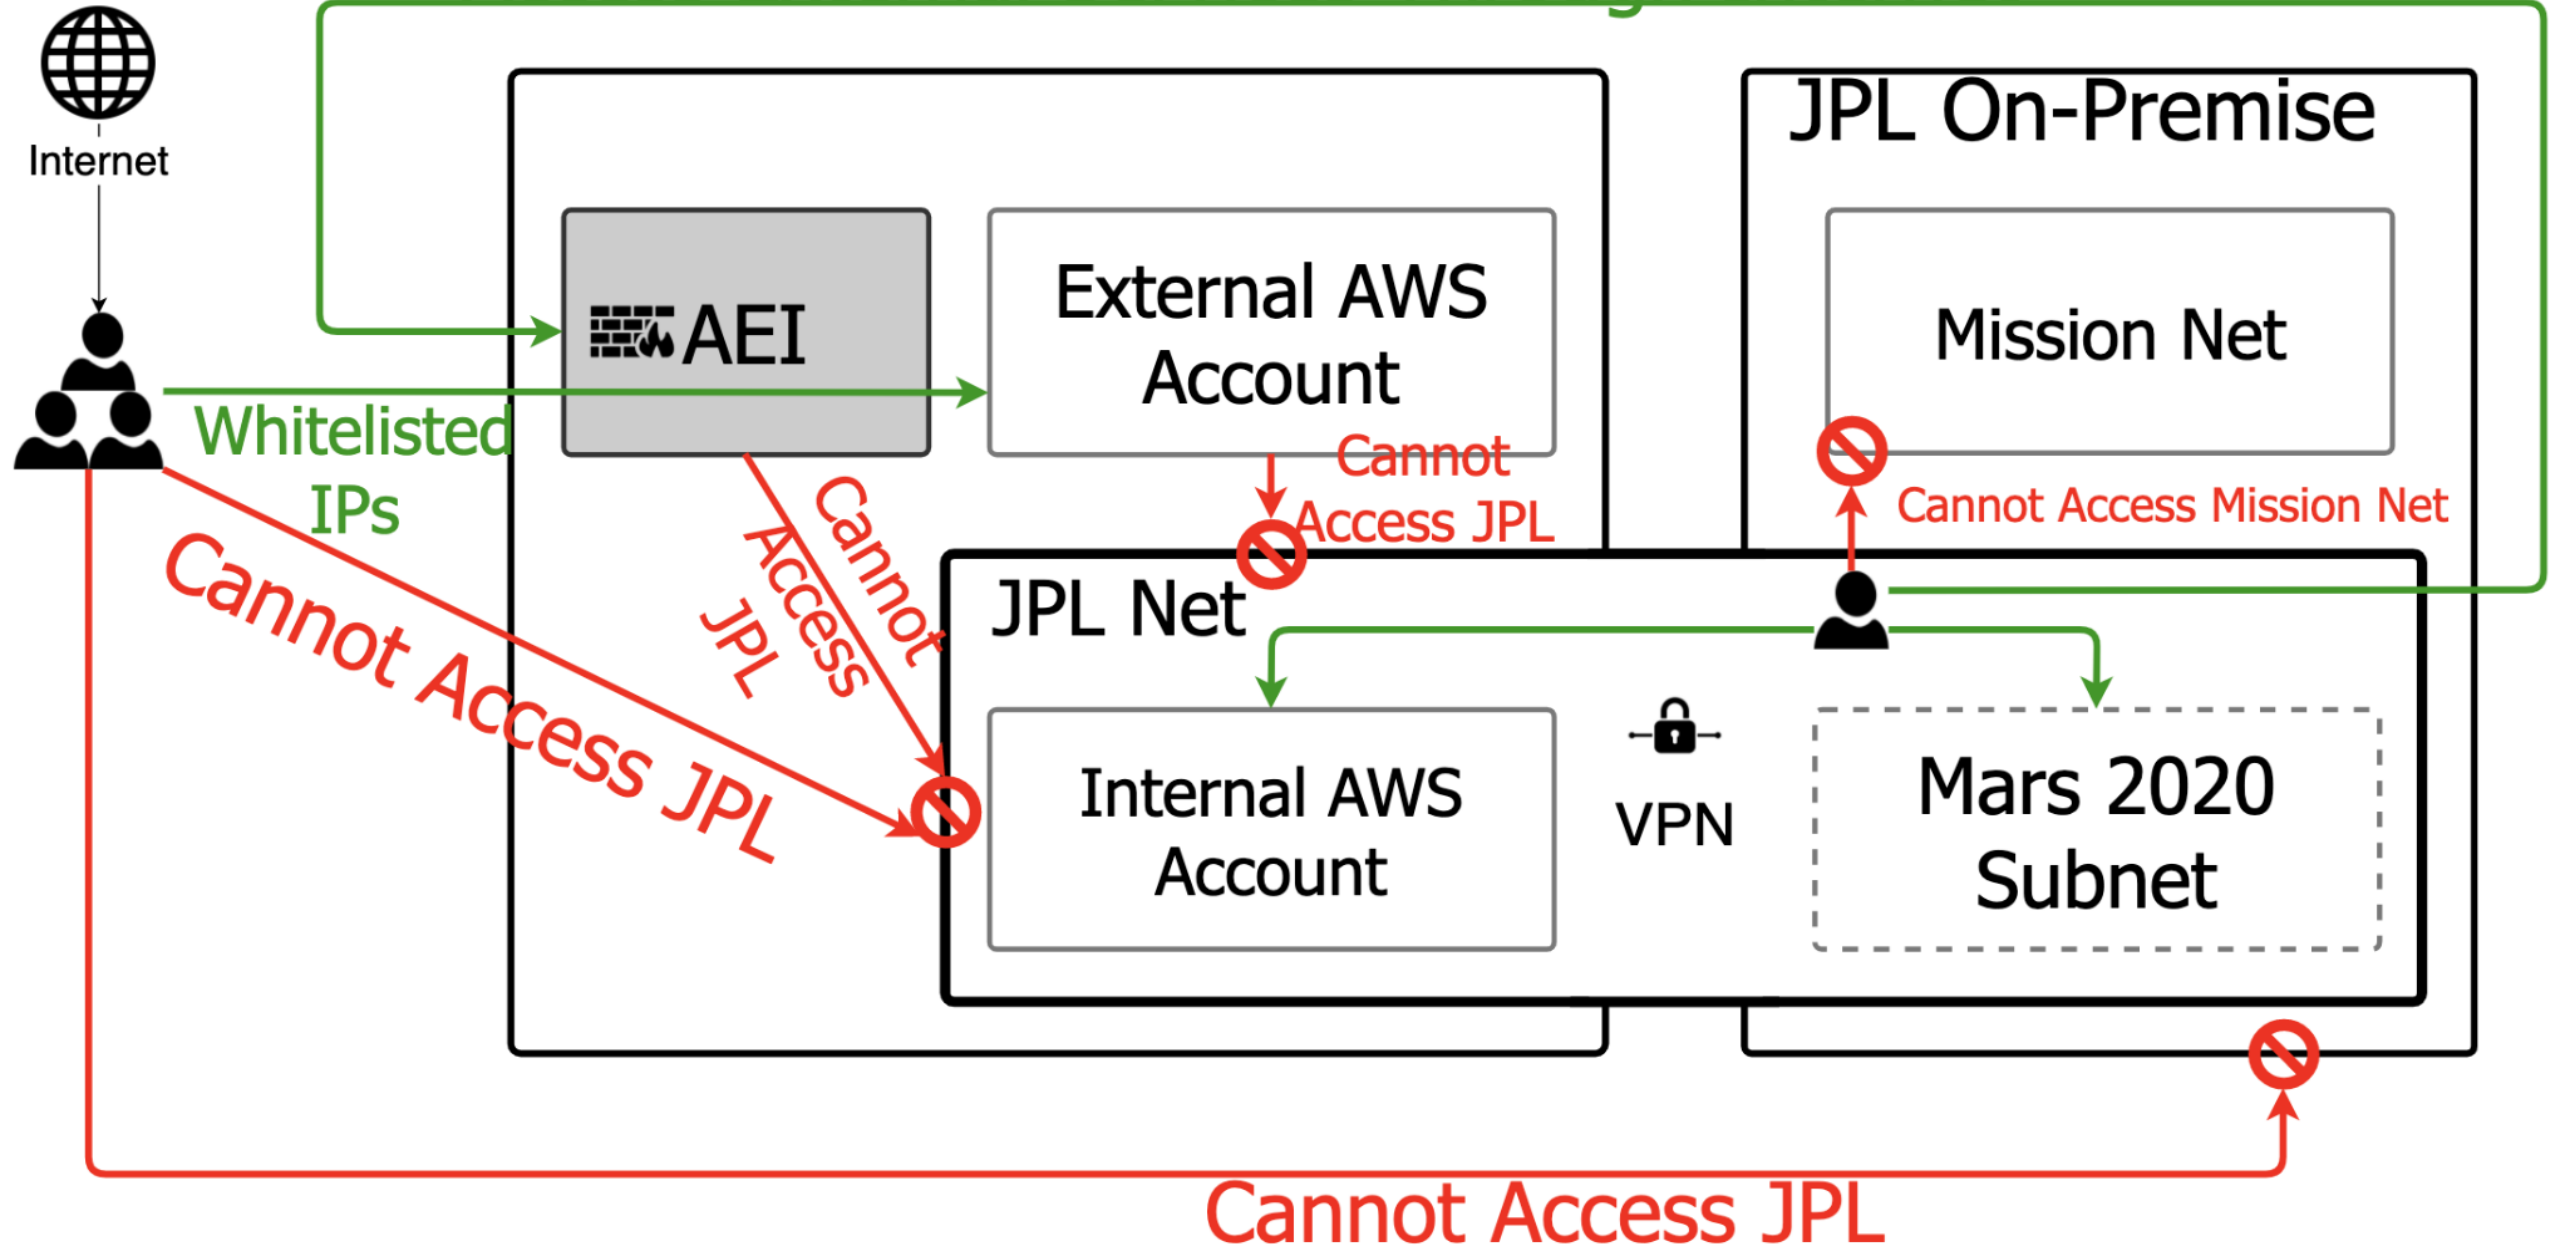 Internet
JPL On-Premise
AEI
External AWS
Account
Mission Net
Whitelisted
IPs
Cannot
Access JPL
Cannot Access Mission Net
Cannot
Access
JPL
Cannot Access JPL
JPL Net
Internal AWS
Account
VPN
Mars 2020
Subnet
Cannot Access JPL